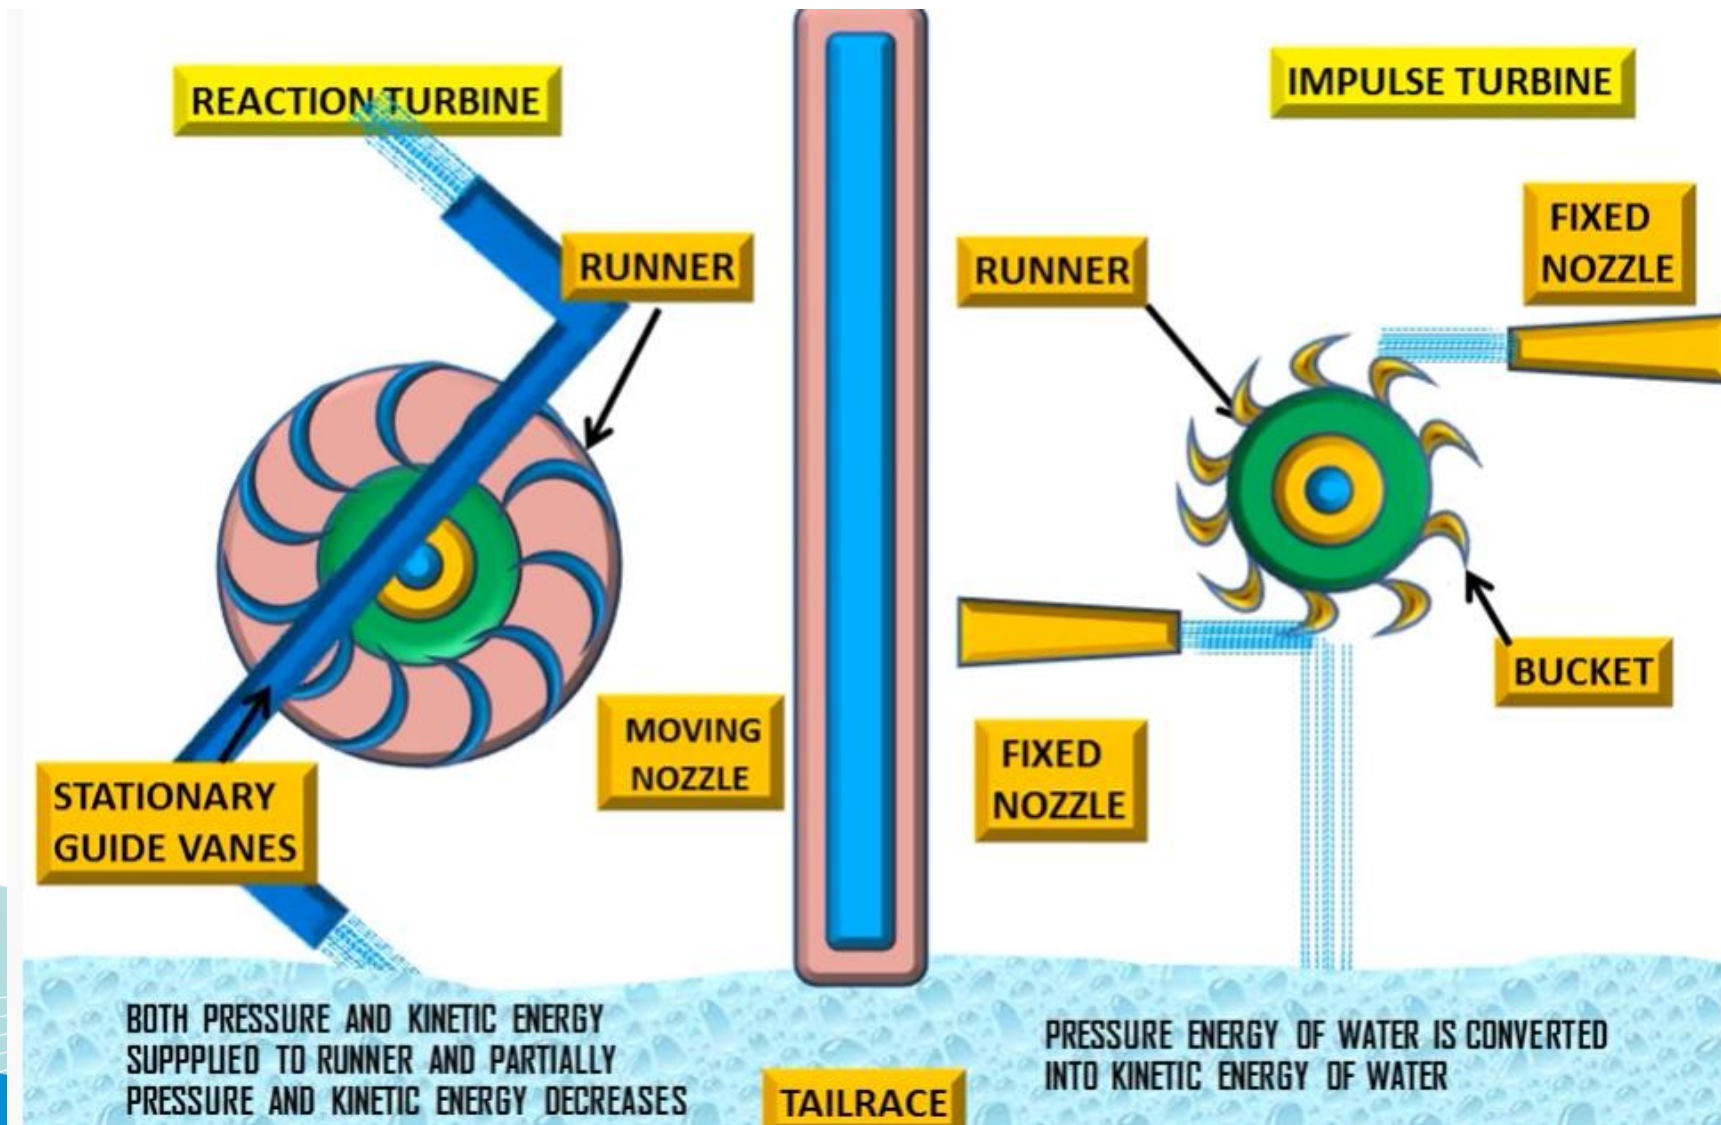 REACTION TURBINE
RUNNER
STATIONARY
GUIDE VANES
MOVING
NOZZLE
BOTH PRESSURE AND KINETIC ENERGY
SUPPPLIED TO RUNNER AND PARTIALLY
PRESSURE AND KINETIC ENERGY DECREASES
IMPULSE TURBINE
FIXED
NOZZLE
RUNNER
BUCKET
FIXED
NOZZLE
PRESSURE ENERGY OF WATER IS CONVERTED
INTO KINETIC ENERGY OF WATER
TAILRACE